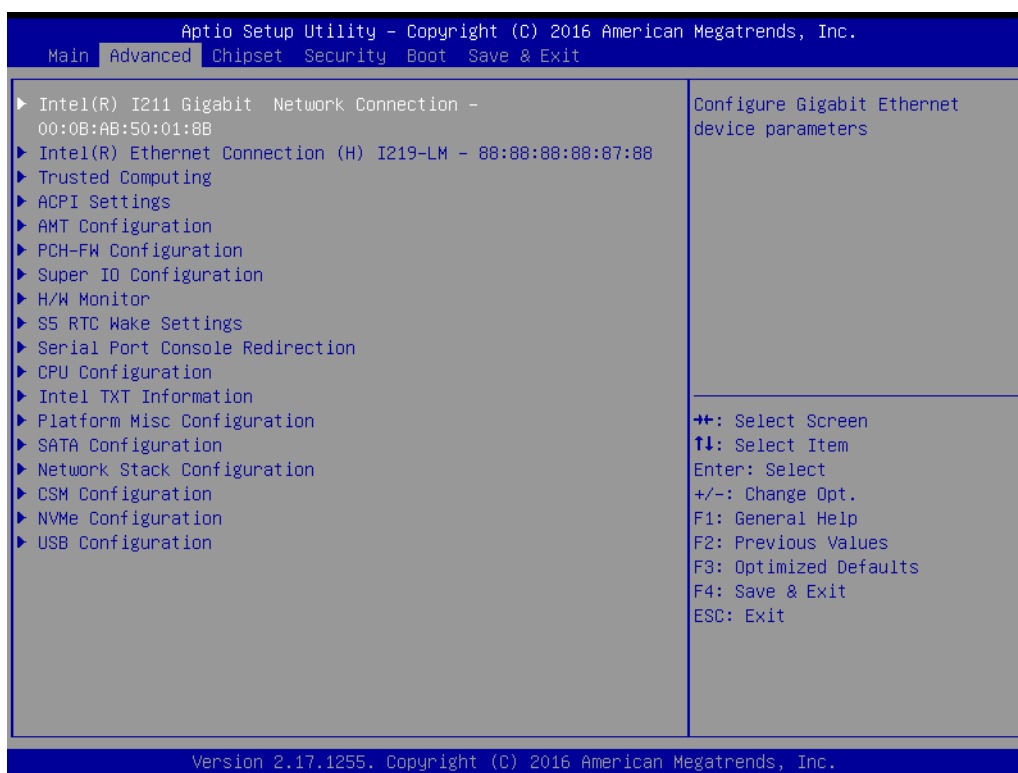 Aptio Setup Utility – Copyright (C) 2016 American Megatrends, Inc.
Main Advanced Chipset Security Boot Save & Exit
▶ Intel(R) I211 Gigabit  Network Connection –
00:0B:AB:50:01:8B
▶ Intel(R) Ethernet Connection (H) I219-LM – 88:88:88:88:87:88
▶ Trusted Computing
▶ ACPI Settings
▶ AMT Configuration
▶ PCH-FW Configuration
▶ Super IO Configuration
▶ H/W Monitor
▶ S5 RTC Wake Settings
▶ Serial Port Console Redirection
▶ CPU Configuration
▶ Intel TXT Information
▶ Platform Misc Configuration
▶ SATA Configuration
▶ Network Stack Configuration
▶ CSM Configuration
▶ NVMe Configuration
▶ USB Configuration
Configure Gigabit Ethernet
device parameters
→←: Select Screen
↑↓: Select Item
Enter: Select
+/-: Change Opt.
F1: General Help
F2: Previous Values
F3: Optimized Defaults
F4: Save & Exit
ESC: Exit
Version 2.17.1255. Copyright (C) 2016 American Megatrends, Inc.